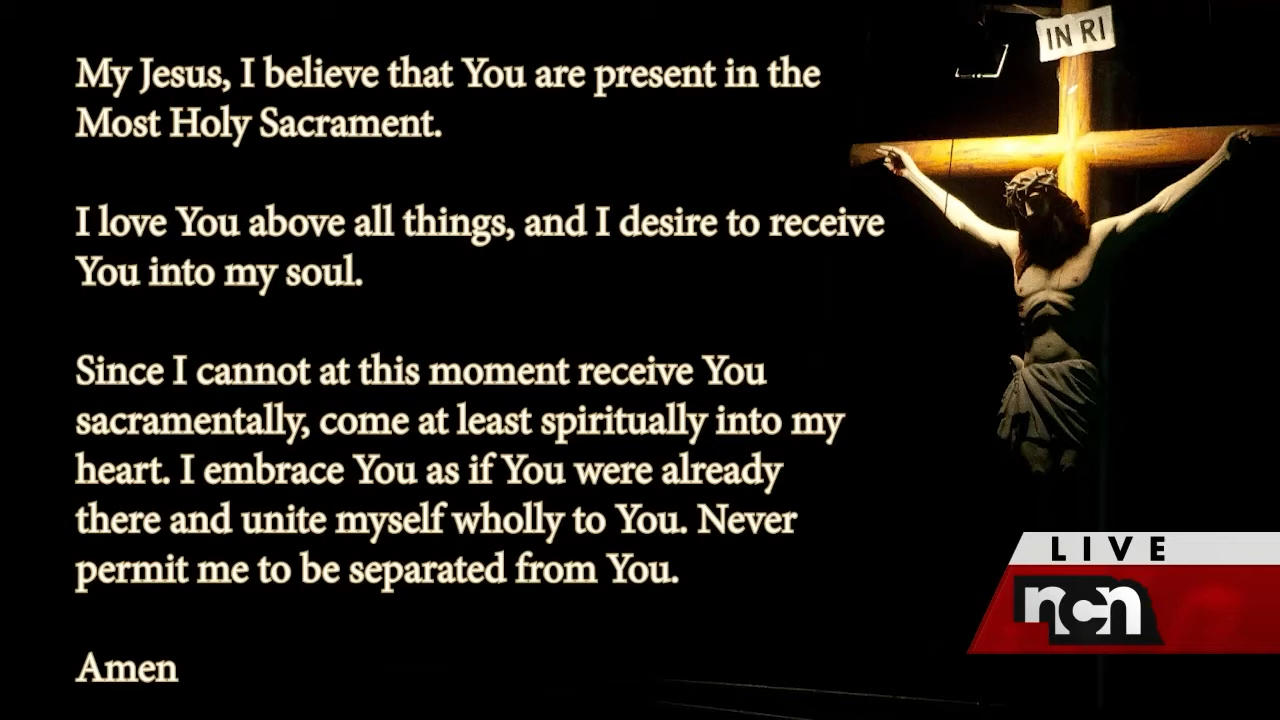 IN RI
My Jesus, I believe that You are present in the
Most Holy Sacrament.
I love You above all things, and I desire to receive
You into my soul.
Since I cannot at this moment receive You
sacramentally, come at least spiritually into my
heart. I embrace You as if You were already
there and unite myself wholly to You. Never
permit me to be separated from You.
Amen
LIVE
ncn